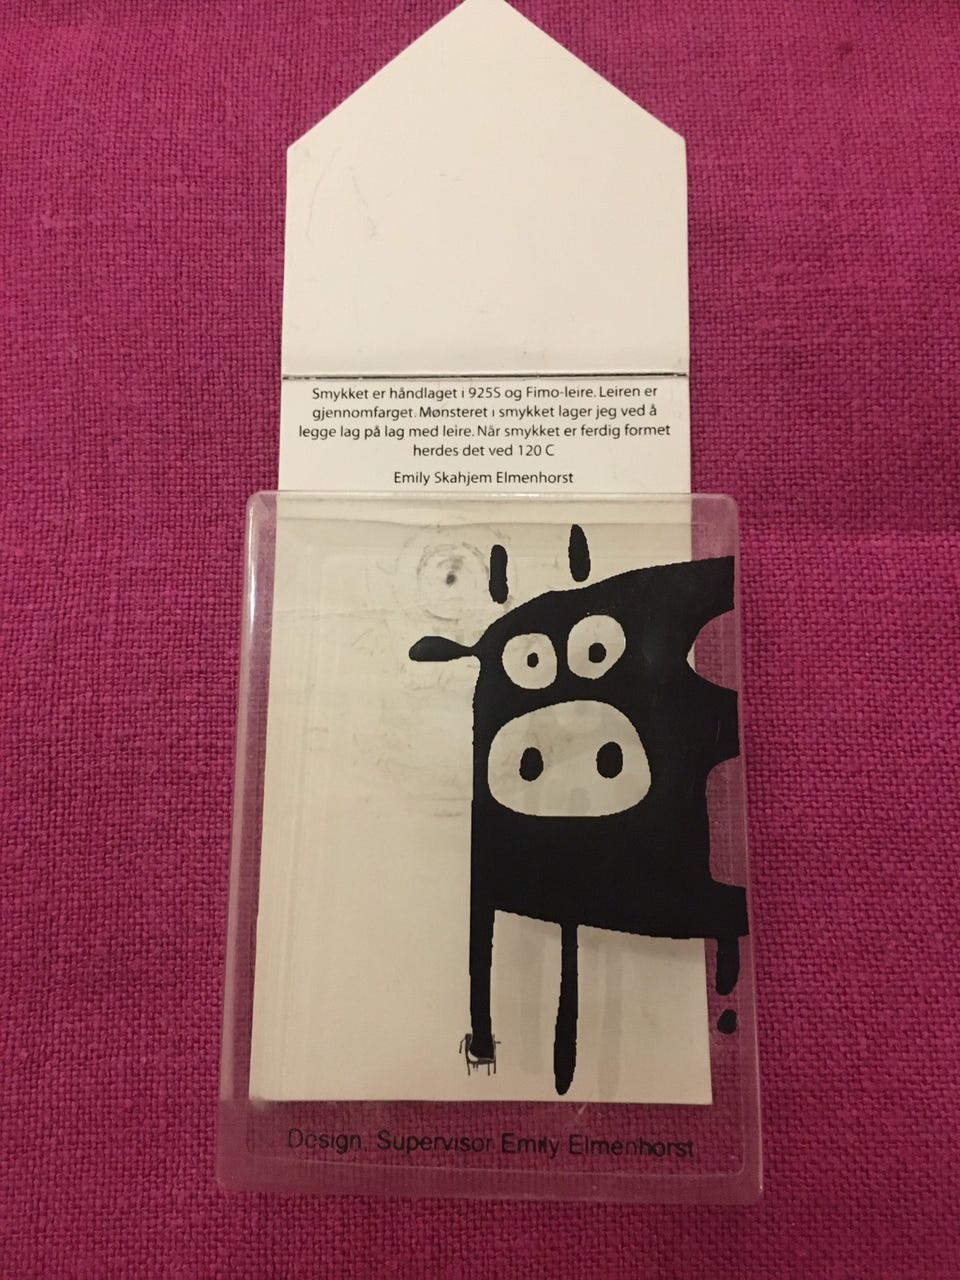 Smykket er håndlaget i 925S og Fimo-leire. Leiren er
gjennomfarget. Mønsteret i smykket lager jeg ved å
legge lag på lag med leire. Når smykket er ferdig formet
herdes det ved 120 C
Emily Skahjem Elmenhorst
Design. Supervisor Emily Elmenhorst